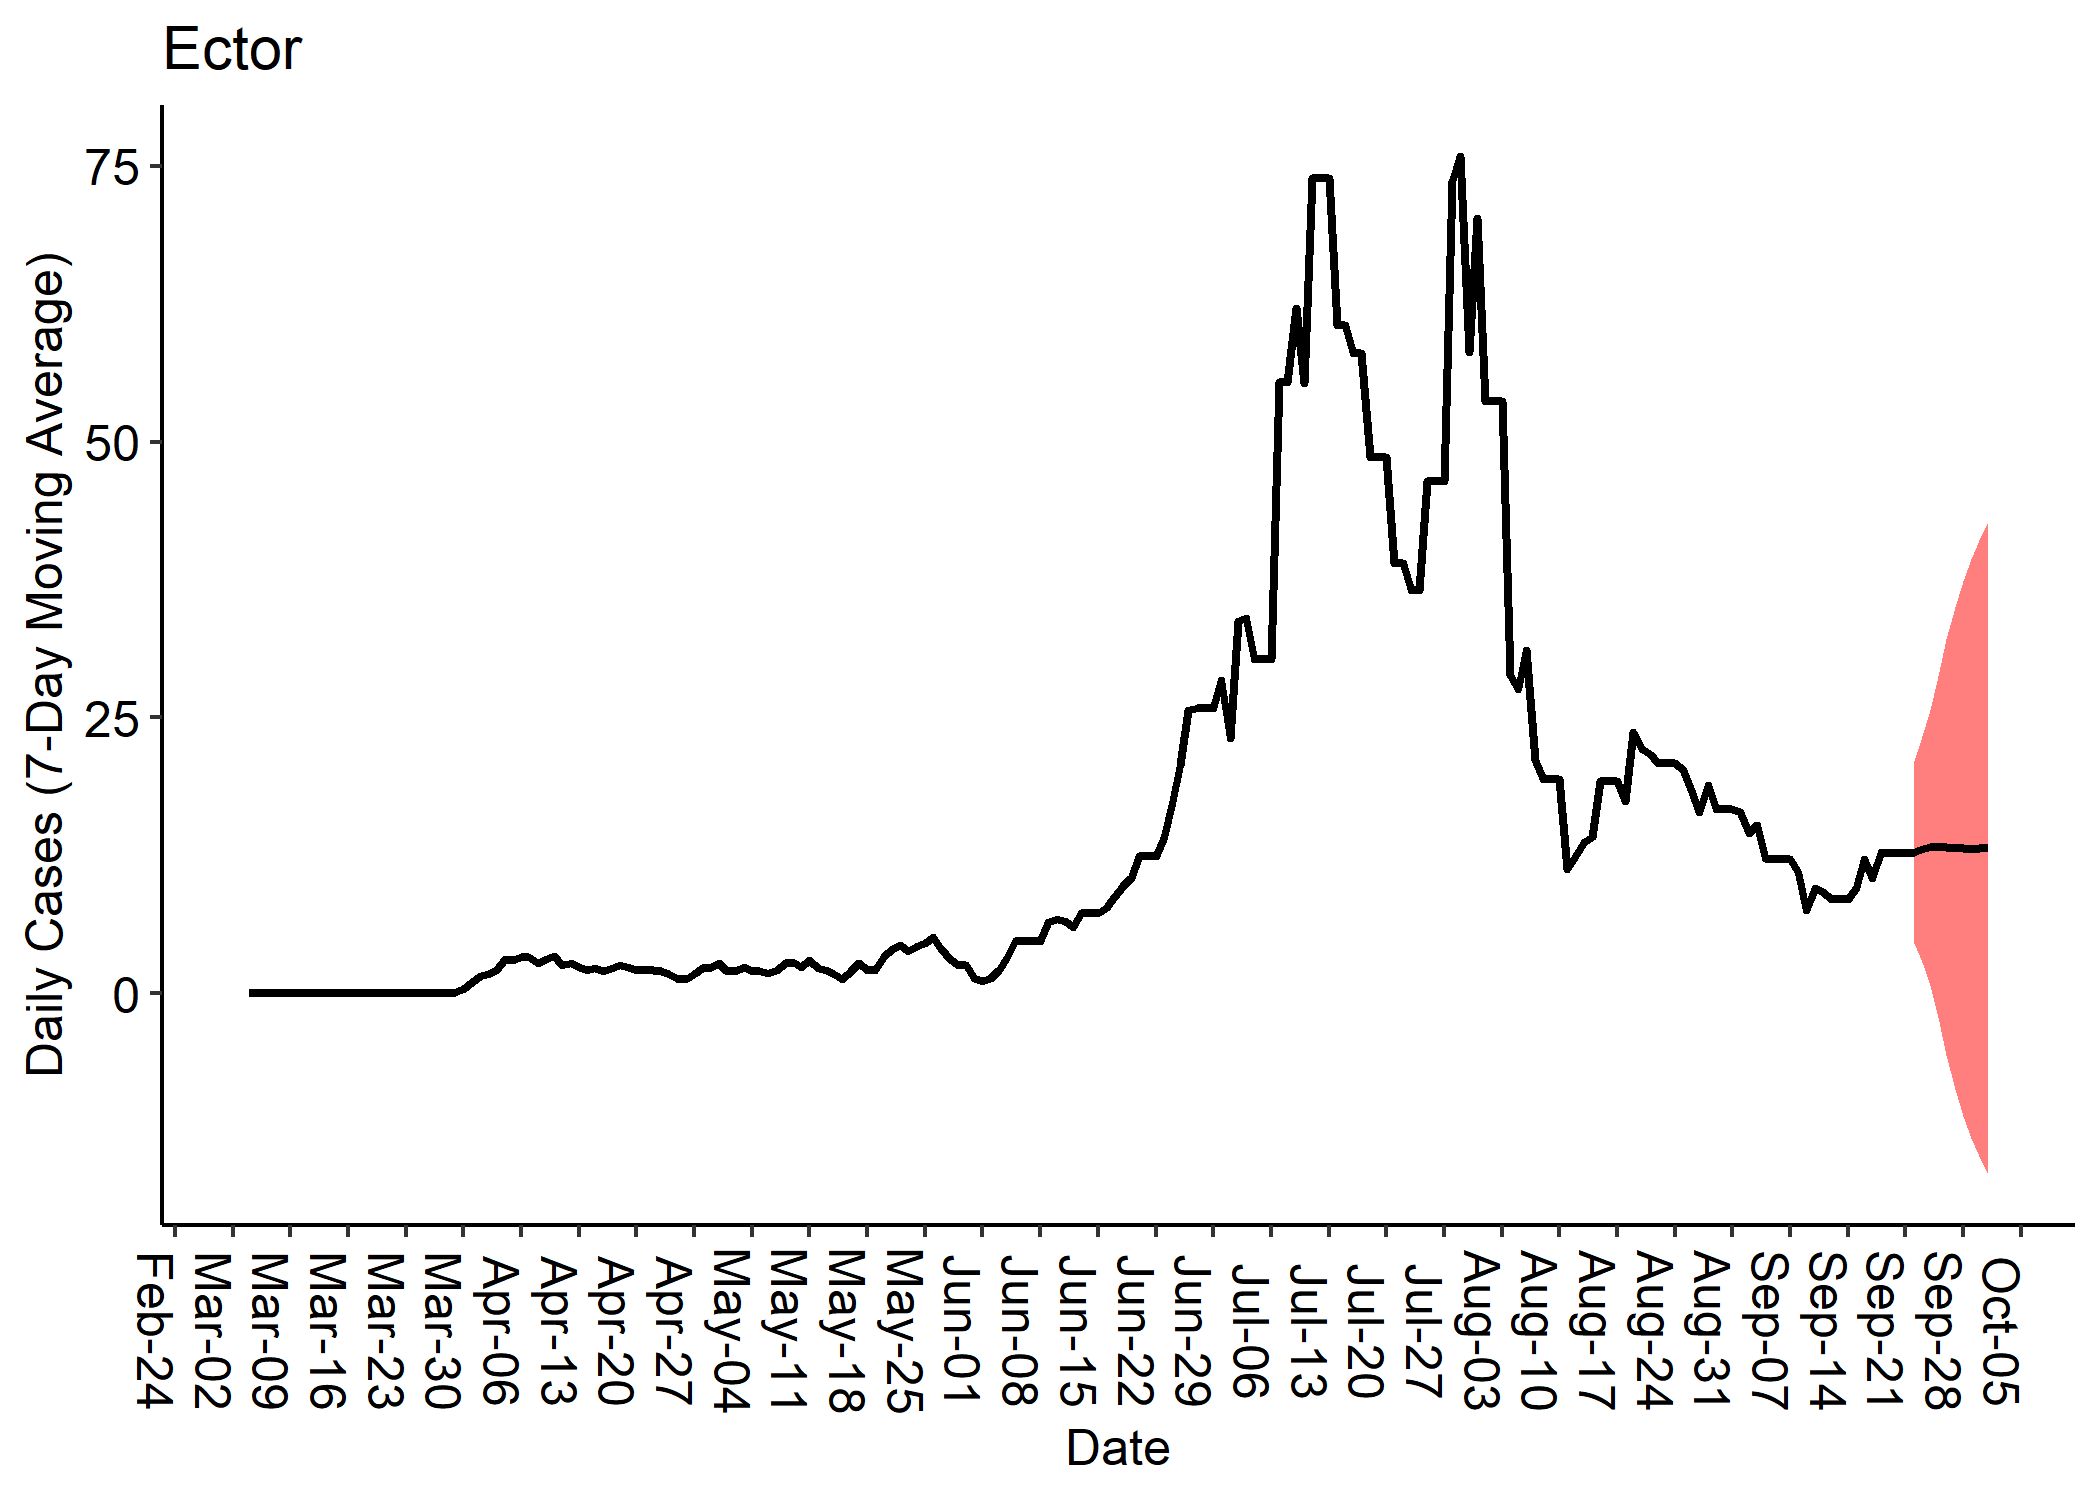 Ector
Daily Cases (7-Day Moving Average)
75
50
25
0
Feb-24
Mar-02
Mar-09
Mar-16
Mar-23
Mar-30
Apr-06
Apr-13
Apr-20
Apr-27
May-04
May-11
May-18
May-25
Jun-01
Jun-08
Jun-15
Jun-22
Jun-29
Jul-06
Jul-13
Jul-20
Jul-27
Aug-03
Aug-10
Aug-17
Aug-24
Aug-31
Sep-07
Sep-14
Sep-21
Sep-28
Oct-05
Date